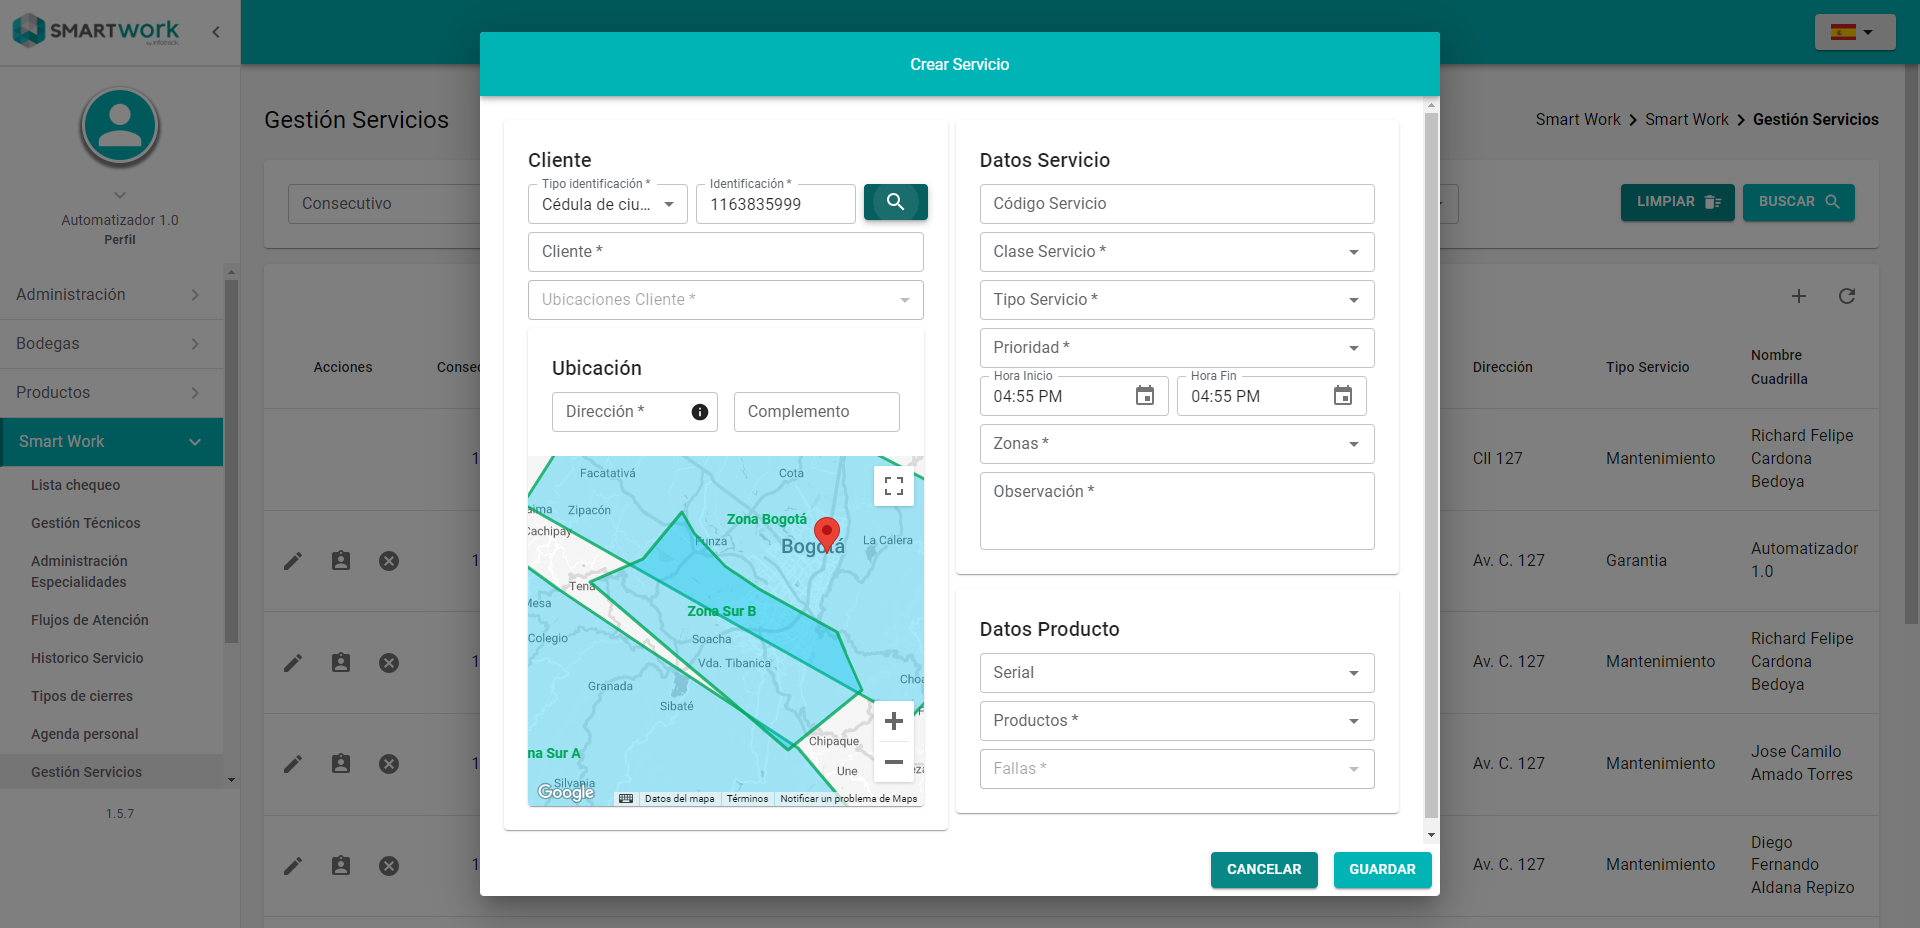 SMARTWORK
by infotrack
Automatizador 1.0
Perfil
Administración
Bodegas
Productos
Smart Work
Lista chequeo
Gestión Técnicos
Administración
Especialidades
Flujos de Atención
Historico Servicio
Tipos de cierres
Agenda personal
Gestión Servicios
1.5.7
Gestión Servicios
Smart Work > Smart Work > Gestión Servicios
Consecutivo
LIMPIAR
BUSCAR
Acciones
Consec
Dirección
Tipo Servicio
Nombre
Cuadrilla
1
Cll 127
Mantenimiento
Richard Felipe
Cardona
Bedoya
1
Av. C. 127
Garantia
Automatizador
1.0
1
Av. C. 127
Mantenimiento
Richard Felipe
Cardona
Bedoya
1
Av. C. 127
Mantenimiento
Jose Camilo
Amado Torres
1
Av. C. 127
Mantenimiento
Diego
Fernando
Aldana Repizo
Crear Servicio
Cliente
Tipo identificación *
Cédula de ciu...
Identificación *
1163835999
Cliente *
Ubicaciones Cliente *
Ubicación
Dirección *
Complemento
Facatativá
Cota
aima
Zipacón
Zona Bogotá
Cachipay
Funza
Bogotá
La Calera
Tena
Mesa
Zona Sur B
Colegio
Soacha
Vda. Tibanica
Granada
Choa
Sibaté
Chipaque
na Sur A
Une
Silvania
Google
Datos del mapa
Términos
Notificar un problema de Maps
Datos Servicio
Código Servicio
Clase Servicio *
Tipo Servicio *
Prioridad *
Hora Inicio
04:55 PM
Hora Fin
04:55 PM
Zonas *
Observación *
Datos Producto
Serial
Productos *
Fallas *
CANCELAR
GUARDAR